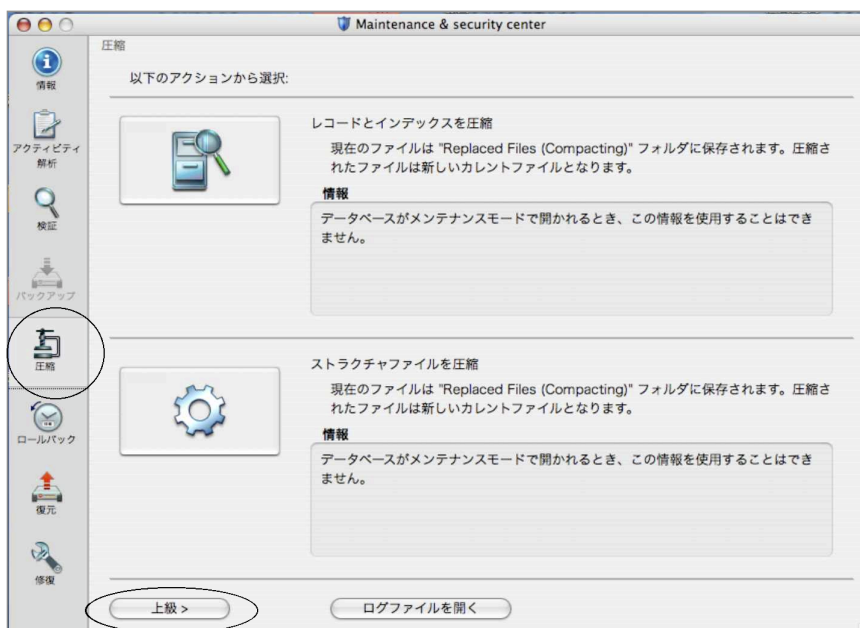 Maintenance & security center
圧縮
以下のアクションから選択:
情報
アクティビティ
解析
検証
バックアップ
圧縮
ロールバック
復元
修復
レコードとインデックスを圧縮
現在のファイルは "Replaced Files (Compacting)" フォルダに保存されます。圧縮さ
れたファイルは新しいカレントファイルとなります。
情報
データベースがメンテナンスモードで開かれるとき、この情報を使用することはでき
ません。
ストラクチャファイルを圧縮
現在のファイルは "Replaced Files (Compacting)" フォルダに保存されます。圧縮さ
れたファイルは新しいカレントファイルとなります。
情報
データベースがメンテナンスモードで開かれるとき、この情報を使用することはでき
ません。
上級 >
ログファイルを開く